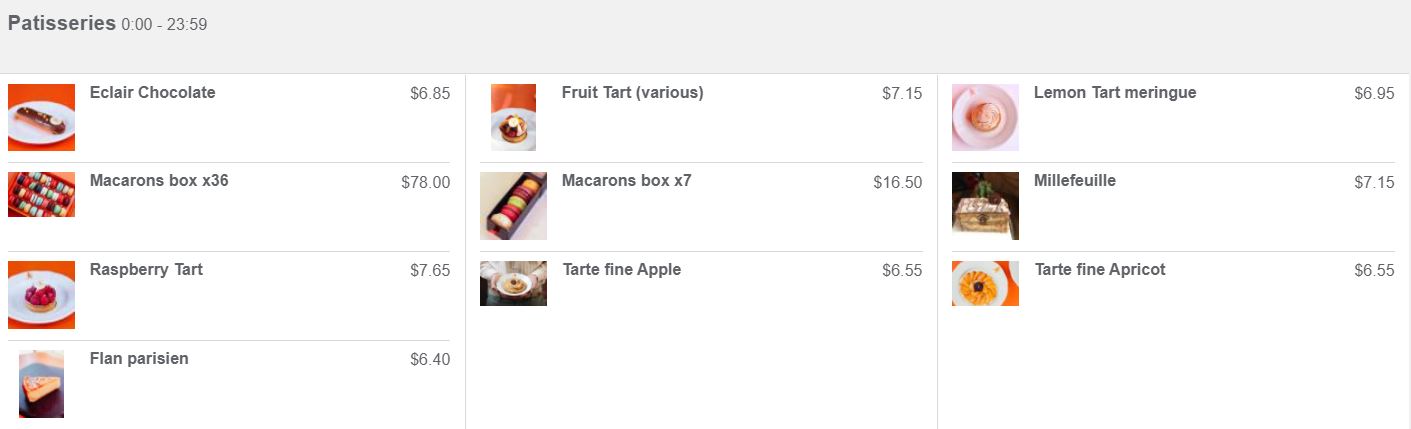 Patisseries 0:00 - 23:59
Eclair Chocolate $6.85
Fruit Tart (various) $7.15
Lemon Tart meringue $6.95
Macarons box x36 $78.00
Macarons box x7 $16.50
Millefeuille $7.15
Raspberry Tart $7.65
Tarte fine Apple $6.55
Tarte fine Apricot $6.55
Flan parisien $6.40